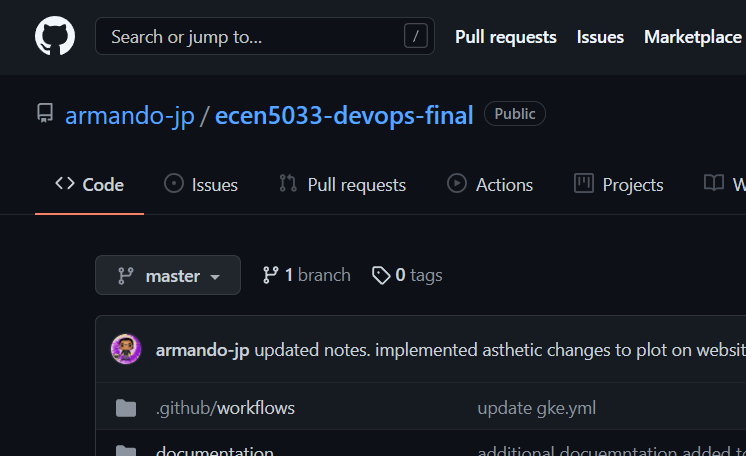 Search or jump to... / Pull requests Issues Marketplace
armando-jp / ecen5033-devops-final Public
Code Issues Pull requests Actions Projects W
master 1 branch 0 tags
armando-jp updated notes. implemented asthetic changes to plot on websit
.github/workflows update gke.yml
documentation additional docuemntation added to